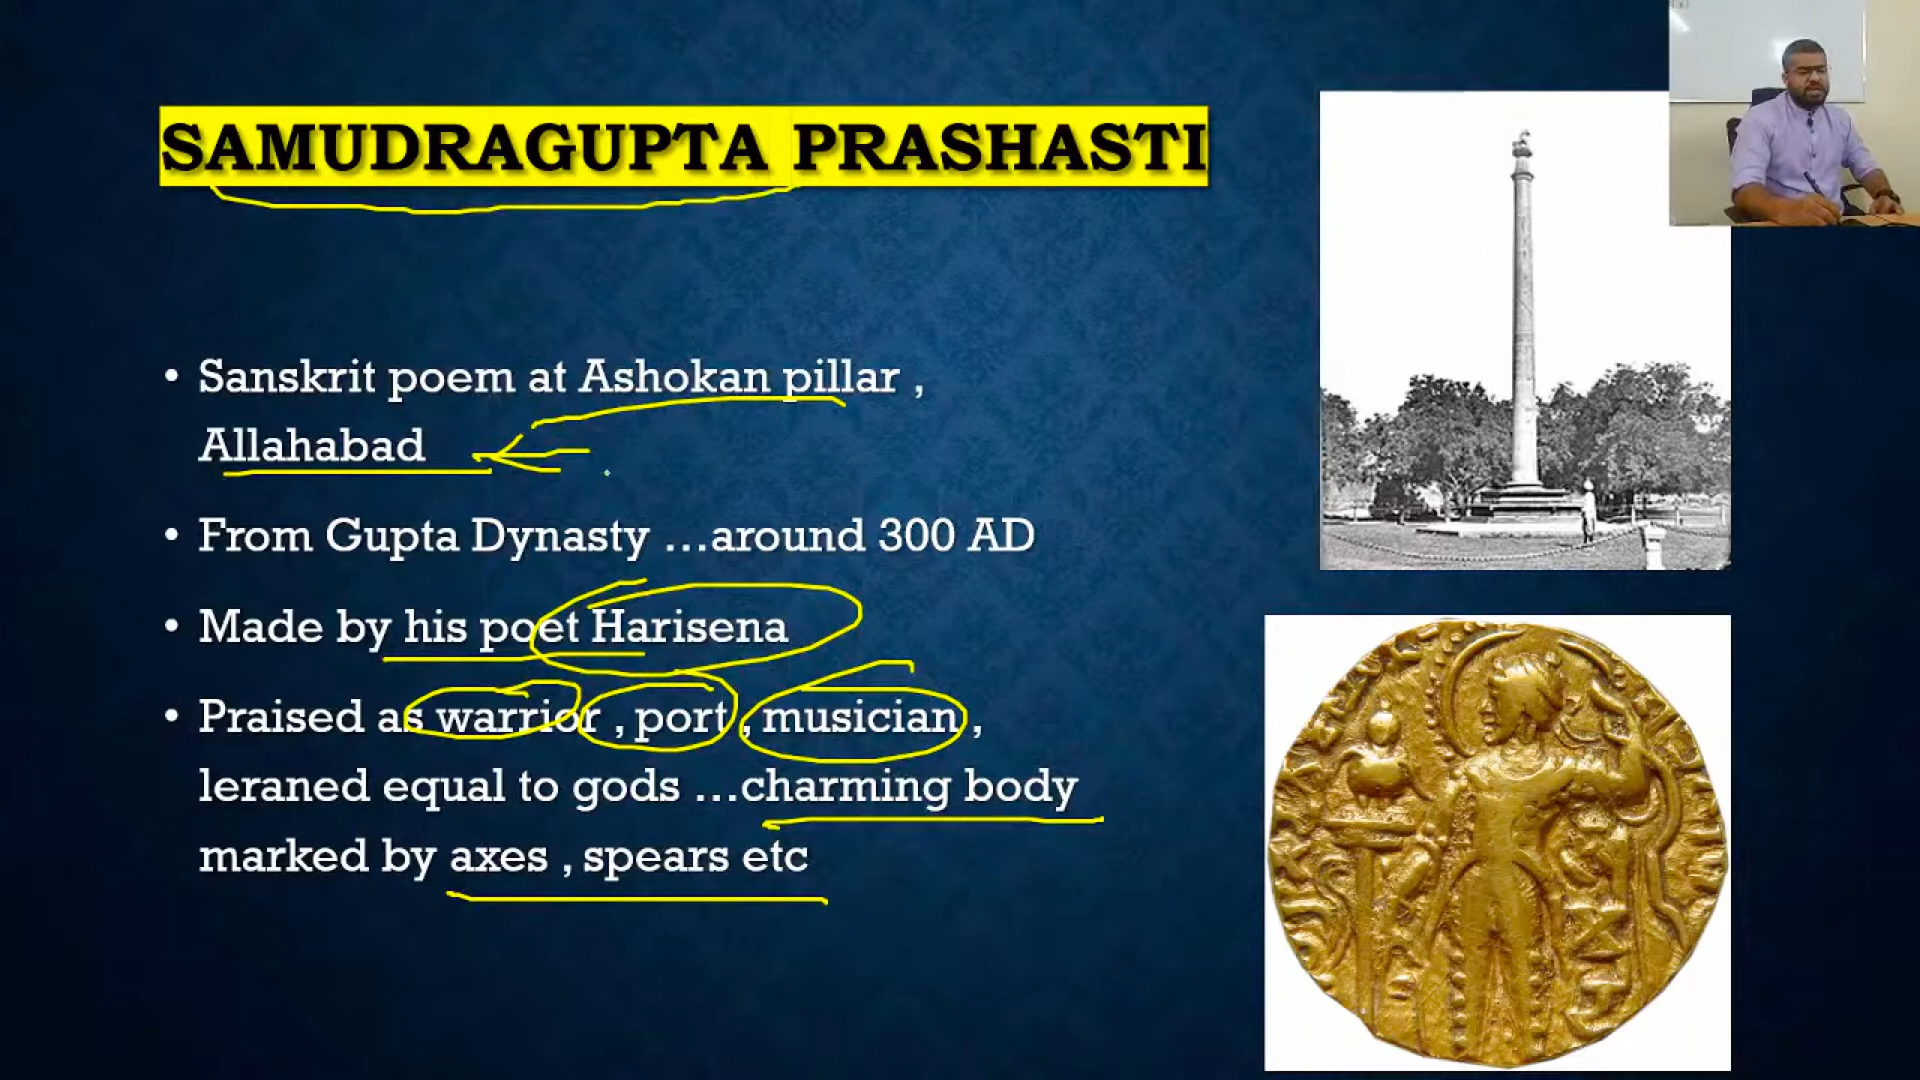 SAMUDRAGUPTA PRASHASTI
• Sanskrit poem at Ashokan pillar ,
Allahabad
• From Gupta Dynasty ...around 300 AD
• Made by his poet Harisena
• Praised as warrior , port , musician ,
leraned equal to gods ...charming body
marked by axes , spears etc